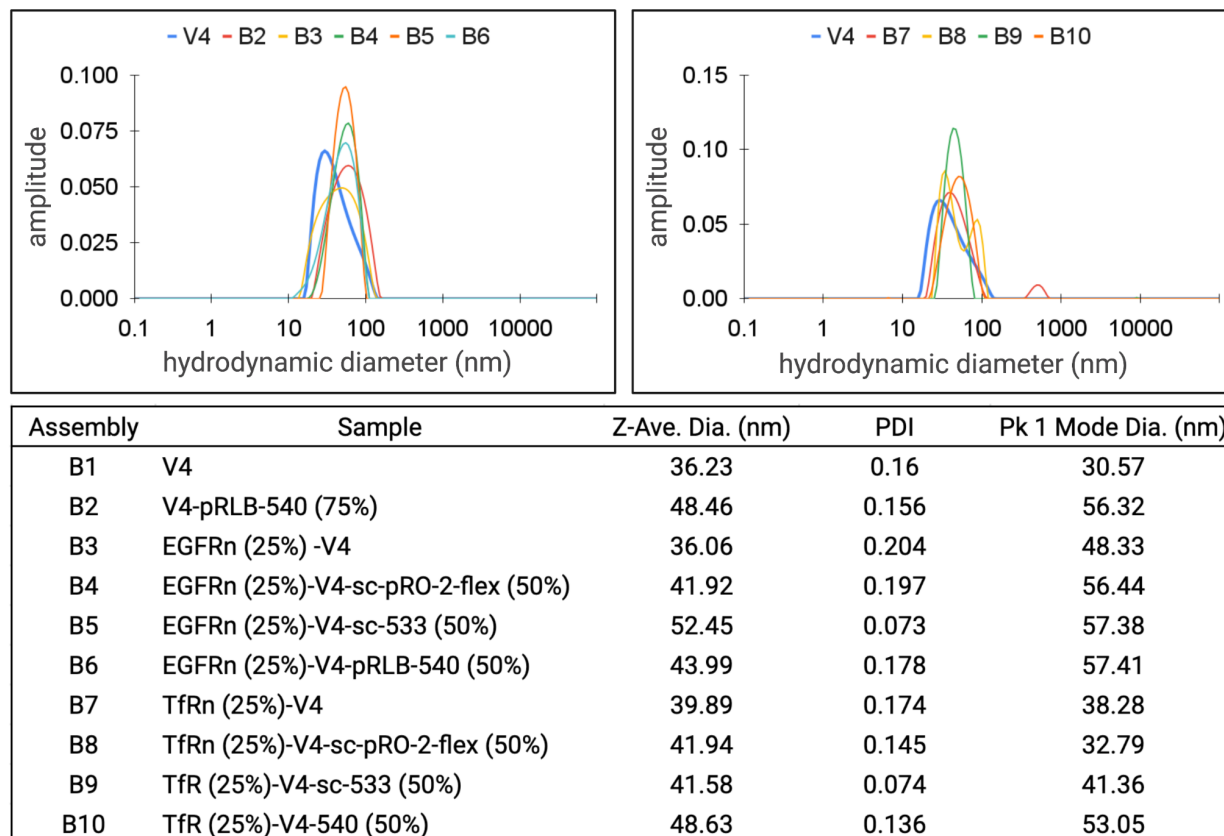 V4 B2 B3 B4 B5 B6
0.100
0.075
0.050
0.025
0.000
amplitude
0.1 1 10 100 1000 10000
hydrodynamic diameter (nm)
V4 B7 B8 B9 B10
0.15
0.10
0.05
0.00
amplitude
0.1 1 10 100 1000 10000
hydrodynamic diameter (nm)
Assembly Sample Z-Ave. Dia. (nm) PDI Pk 1 Mode Dia. (nm)
B1 V4 36.23 0.16 30.57
B2 V4-pRLB-540 (75%) 48.46 0.156 56.32
B3 EGFRn (25%) -V4 36.06 0.204 48.33
B4 EGFRn (25%)-V4-sc-pRO-2-flex (50%) 41.92 0.197 56.44
B5 EGFRn (25%)-V4-sc-533 (50%) 52.45 0.073 57.38
B6 EGFRn (25%)-V4-pRLB-540 (50%) 43.99 0.178 57.41
B7 TfRn (25%)-V4 39.89 0.174 38.28
B8 TfRn (25%)-V4-sc-pRO-2-flex (50%) 41.94 0.145 32.79
B9 TfR (25%)-V4-sc-533 (50%) 41.58 0.074 41.36
B10 TfR (25%)-V4-540 (50%) 48.63 0.136 53.05